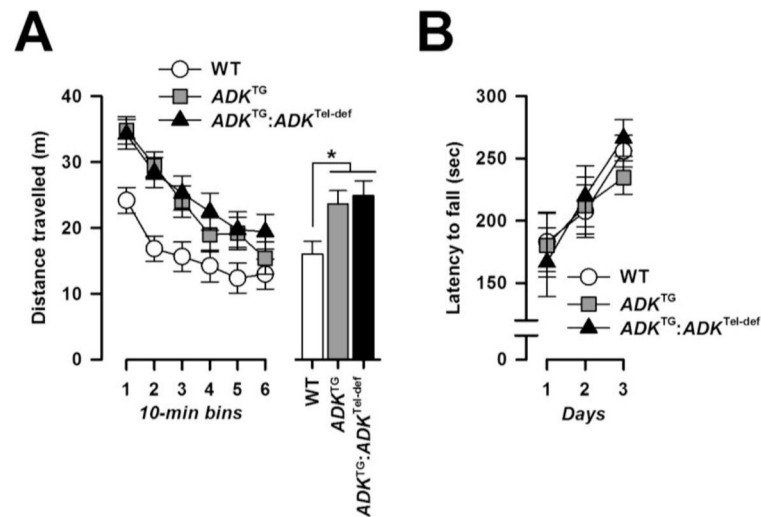 A
WT
ADKTG
ADKTG:ADKTel-def
Distance travelled (m)
40
30
20
10
0
1 2 3 4 5 6
10-min bins
*
WT
ADKTG
ADKTG:ADKTel-def
B
Latency to fall (sec)
300
250
200
150
0
WT
ADKTG
ADKTG:ADKTel-def
1 2 3
Days